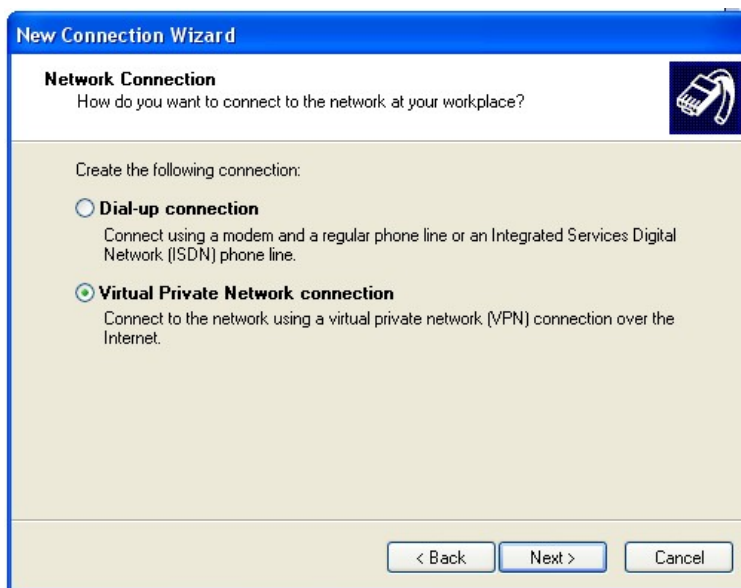 New Connection Wizard
Network Connection
How do you want to connect to the network at your workplace?
Create the following connection:
Dial-up connection
Connect using a modem and a regular phone line or an Integrated Services Digital
Network (ISDN) phone line.
Virtual Private Network connection
Connect to the network using a virtual private network (VPN) connection over the
Internet.
< Back Next > Cancel